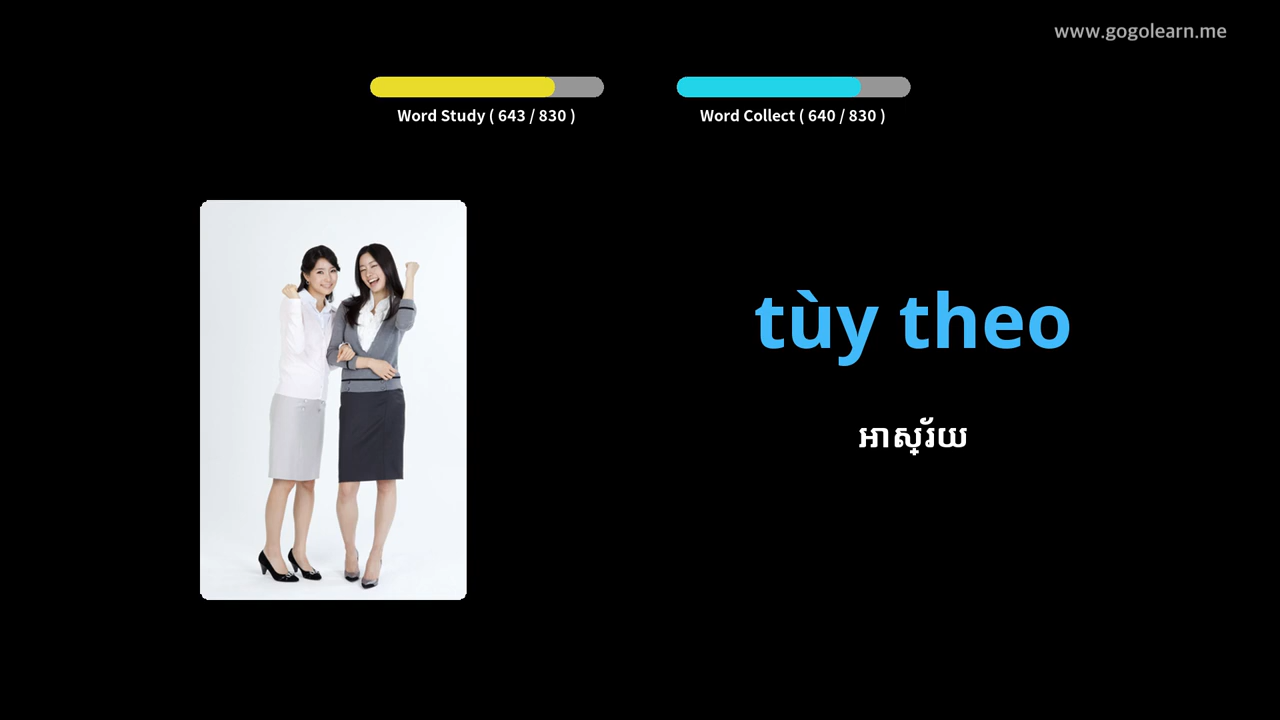 www.gogolearn.me
Word Study ( 643 / 830 )
Word Collect ( 640 / 830 )
tùy theo
អាស្រ័យ